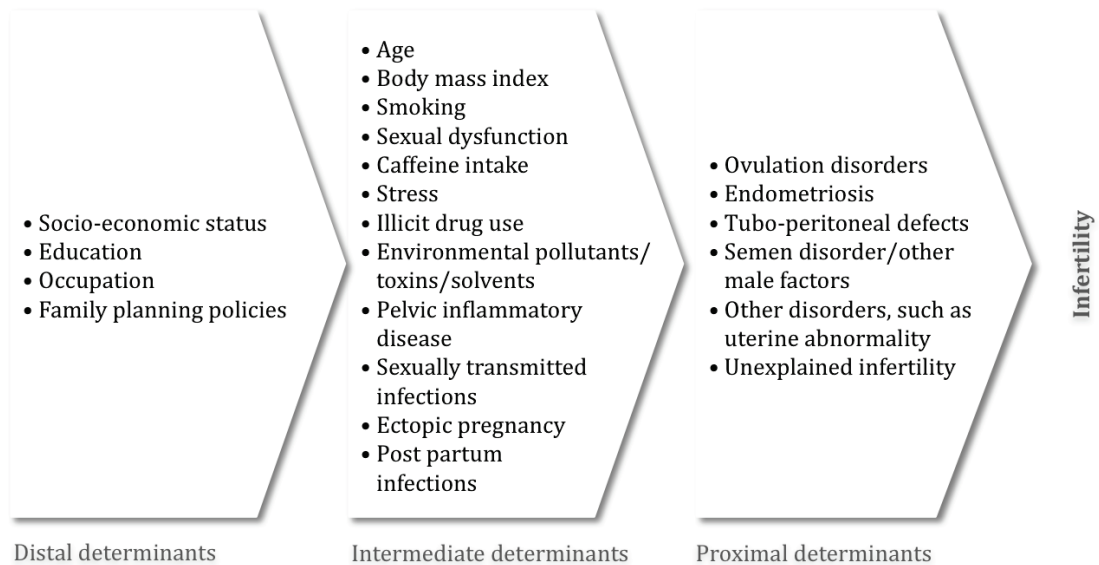 • Socio-economic status
• Education
• Occupation
• Family planning policies
Distal determinants
• Age
• Body mass index
• Smoking
• Sexual dysfunction
• Caffeine intake
• Stress
• Illicit drug use
• Environmental pollutants/
toxins/solvents
• Pelvic inflammatory
disease
• Sexually transmitted
infections
• Ectopic pregnancy
• Post partum
infections
Intermediate determinants
• Ovulation disorders
• Endometriosis
• Tubo-peritoneal defects
• Semen disorder/other
male factors
• Other disorders, such as
uterine abnormality
• Unexplained infertility
Proximal determinants
Infertility